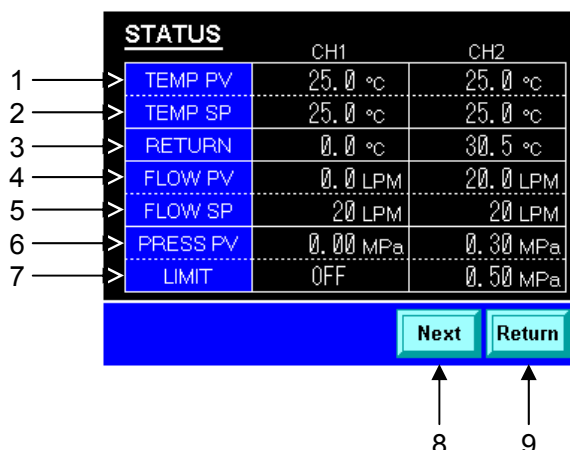 STATUS
CH1 CH2
1 TEMP PV 25.0 °C 25.0 °C
2 TEMP SP 25.0 °C 25.0 °C
3 RETURN 0.0 °C 30.5 °C
4 FLOW PV 0.0 LPM 20.0 LPM
5 FLOW SP 20 LPM 20 LPM
6 PRESS PV 0.00 MPa 0.30 MPa
7 LIMIT OFF 0.50 MPa
Next Return
8 9